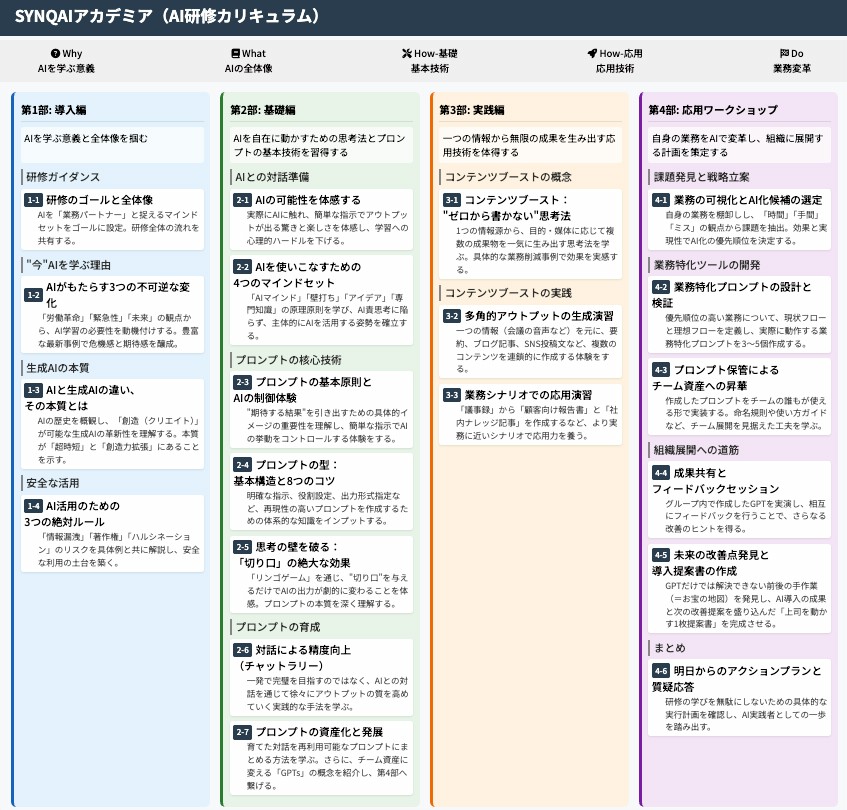 SYNQAIアカデミア（AI研修カリキュラム）
Why
AIを学ぶ意義
What
AIの全体像
How-基礎
基本技術
How-応用
応用技術
Do
業務変革
第1部: 導入編
AIを学ぶ意義と全体像を掴む
研修ガイダンス
1-1 研修のゴールと全体像
AIを「業務パートナー」と捉えるマインド
セットをゴールに設定。研修全体の流れを
共有する。
"今"AIを学ぶ理由
1-2 AIがもたらす3つの不可逆な変
化
「労働革命」「緊急性」「未来」の観点か
ら、AI学習の必要性を動機付けする。豊富
な最新事例で危機感と期待感を醸成。
生成AIの本質
1-3 AIと生成AIの違い、
その本質とは
AIの歴史を概観し、「創造（クリエイト）」
が可能な生成AIの革新性を理解する。本質
が「超時短」と「創造力拡張」にあること
を示す。
安全な活用
1-4 AI活用のための
3つの絶対ルール
「情報漏洩」「著作権」「ハルシネーショ
ン」のリスクを具体例と共に解説し、安全
な利用の土台を築く。
第2部: 基礎編
AIを自在に動かすための思考法とプロン
プトの基本技術を習得する
AIとの対話準備
2-1 AIの可能性を体感する
実際にAIに触れ、簡単な指示でアウトプッ
トが出る驚きと楽しさを体感し、学習への
心理的ハードルを下げる。
2-2 AIを使いこなすための
4つのマインドセット
「AIマインド」「壁打ち」「アイデア」「専
門知識」の原理原則を学び、AI責思考に陥
らず、主体的にAIを活用する姿勢を確立す
る。
プロンプトの核心技術
2-3 プロンプトの基本原則と
AIの制御体験
"期待する結果"を引き出すための具体的イ
メージの重要性を理解し、簡単な指示でAI
の挙動をコントロールする体験をする。
2-4 プロンプトの型：
基本構造と8つのコツ
明確な指示、役割設定、出力形式指定な
ど、再現性の高いプロンプトを作成するた
めの体系的な知識をインプットする。
2-5 思考の壁を破る：
「切り口」の絶大な効果
「リンゴゲーム」を通じ、"切り口"を与え
るだけでAIの出力が劇的に変わることを体
感。プロンプトの本質を深く理解する。
プロンプトの育成
2-6 対話による精度向上
（チャットラリー）
一発で完璧を目指すのではなく、AIとの対
話を通じて徐々にアウトプットの質を高め
ていく実践的な手法を学ぶ。
2-7 プロンプトの資産化と発展
育てた対話を再利用可能なプロンプトにま
とめる方法を学ぶ。さらに、チーム資産に
変える「GPTs」の概念を紹介し、第4部へ
繋げる。
第3部: 実践編
一つの情報から無限の成果を生み出す応
用技術を体得する
コンテンツブーストの概念
3-1 コンテンツブースト：
"ゼロから書かない"思考法
1つの情報源から、目的・媒体に応じて複
数の成果物を一気に生み出す思考法を学
ぶ。具体的な業務削減事例で効果を実感す
る。
コンテンツブーストの実践
3-2 多角的アウトプットの生成演習
一つの情報（会議の音声など）を元に、要
約、ブログ記事、SNS投稿文など、複数の
コンテンツを連鎖的に作成する体験をす
る。
3-3 業務シナリオでの応用演習
「議事録」から「顧客向け報告書」と「社
内ナレッジ記事」を作成するなど、より実
務に近いシナリオで応用力を養う。
第4部: 応用ワークショップ
自身の業務をAIで変革し、組織に展開す
る計画を策定する
課題発見と戦略立案
4-1 業務の可視化とAI化候補の選定
自身の業務を棚卸しし、「時間」「手間」
「ミス」の観点から課題を抽出。効果と実
現性でAI化の優先順位を決定する。
業務特化ツールの開発
4-2 業務特化プロンプトの設計と
検証
優先順位の高い業務について、現状フロー
と理想フローを定義し、実際に動作する業
務特化プロンプトを3〜5個作成する。
4-3 プロンプト保管による
チーム資産への昇華
作成したプロンプトをチームの誰もが使え
る形で実装する。命名規則や使い方ガイド
など、チーム展開を見据えた工夫を学ぶ。
組織展開への道筋
4-4 成果共有と
フィードバックセッション
グループ内で作成したGPTを実演し、相互
にフィードバックを行うことで、さらなる
改善のヒントを得る。
4-5 未来の改善点発見と
導入提案書の作成
GPTだけでは解決できない前後の手作業
（＝お宝の地図）を発見し、AI導入の成果
と次の改善提案を盛り込んだ「上司を動か
す1枚提案書」を完成させる。
まとめ
4-6 明日からのアクションプランと
質疑応答
研修の学びを無駄にしないための具体的な
実行計画を確認し、AI実践者としての一歩
を踏み出す。